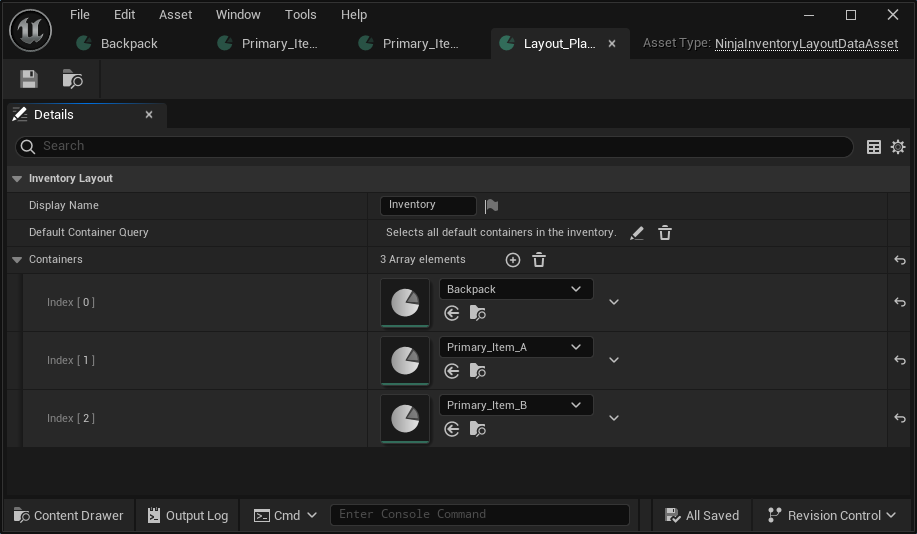 File Edit Asset Window Tools Help
Backpack Primary_Ite... Primary_Ite... Layout_Pla... Asset Type: NinjaInventoryLayoutDataAsset
Details
Search
Inventory Layout
Display Name Inventory
Default Container Query Selects all default containers in the inventory.
Containers 3 Array elements
Index [ 0 ] Backpack
Index [ 1 ] Primary_Item_A
Index [ 2 ] Primary_Item_B
Content Drawer Output Log Cmd Enter Console Command All Saved Revision Control